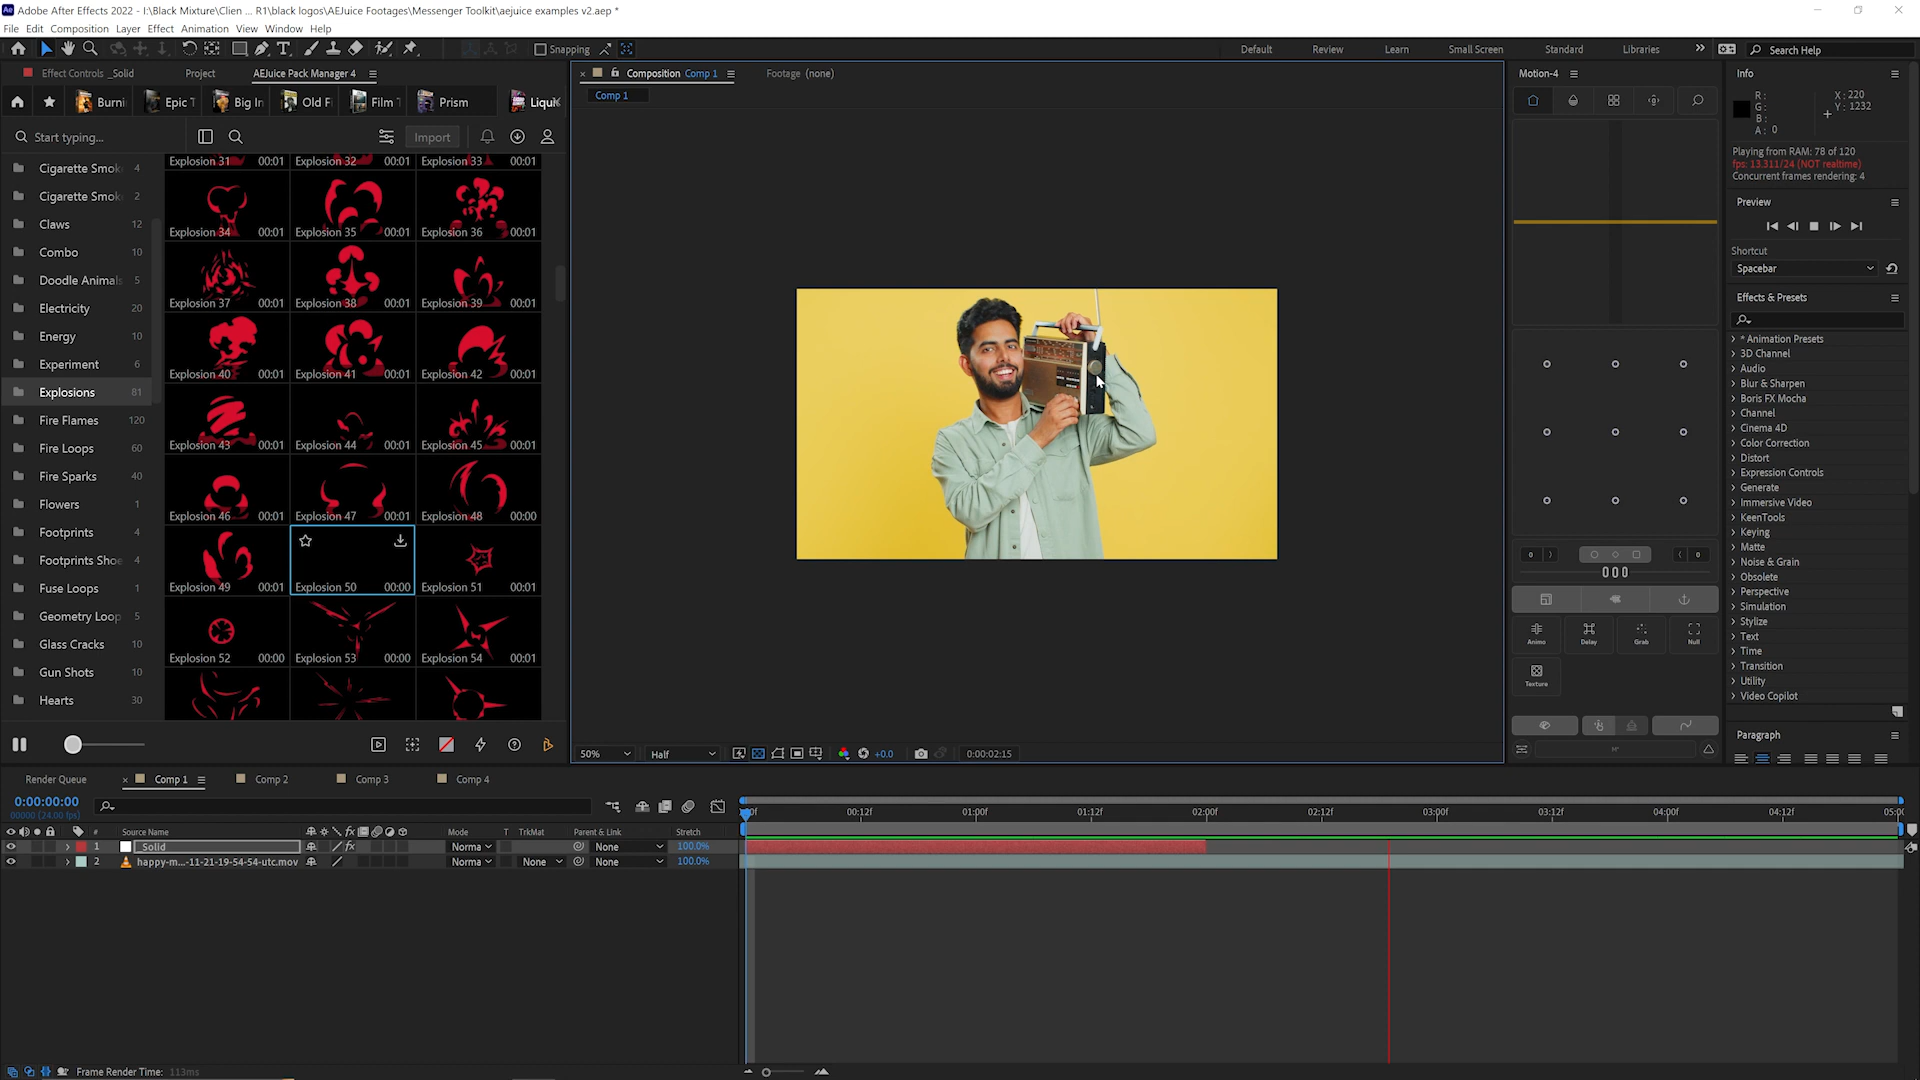 Adobe After Effects 2022 - I:\Black Mixture\Clien ... R1\black logos\AEJuice Footages\Messenger Toolkit\aejuice examples v2.aep *
File Edit Composition Layer Effect Animation View Window Help
Snapping
Default Review Learn Small Screen Standard Libraries
Search Help
Effect Controls _Solid
Project
AEJuice Pack Manager 4
Composition Comp 1
Footage (none)
Comp 1
Burni Epic T Big In Old Fi Film T Prism Liqui
Start typing...
Import
Cigarette Smok 4
Cigarette Smok 2
Claws 12
Combo 10
Doodle Animals 5
Electricity 20
Energy 10
Experiment 6
Explosions 81
Fire Flames 120
Fire Loops 60
Fire Sparks 40
Flowers 1
Footprints 4
Footprints Shoe 4
Fuse Loops 1
Geometry Loop 5
Glass Cracks 10
Gun Shots 10
Hearts 30
Explosion 31 00:01 Explosion 32 00:01 Explosion 33 00:01
Explosion 34 00:01 Explosion 35 00:01 Explosion 36 00:01
Explosion 37 00:01 Explosion 38 00:01 Explosion 39 00:01
Explosion 40 00:01 Explosion 41 00:01 Explosion 42 00:01
Explosion 43 00:01 Explosion 44 00:01 Explosion 45 00:01
Explosion 46 00:01 Explosion 47 00:01 Explosion 48 00:00
Explosion 49 00:01 Explosion 50 00:00 Explosion 51 00:01
Explosion 52 00:00 Explosion 53 00:00 Explosion 54 00:01
50% Half +0.0 0:00:02:15
Motion-4
0 0
Animo Delay Grab Null
Texture
Info
R:
G:
B:
A: 0
X: 220
Y: 1232
Playing from RAM: 78 of 120
fps: 13.311/24 (NOT realtime)
Concurrent frames rendering: 4
Preview
Shortcut
Spacebar
Effects & Presets
* Animation Presets
3D Channel
Audio
Blur & Sharpen
Boris FX Mocha
Channel
Cinema 4D
Color Correction
Distort
Expression Controls
Generate
Immersive Video
KeenTools
Keying
Matte
Noise & Grain
Obsolete
Perspective
Simulation
Stylize
Text
Time
Transition
Utility
Video Copilot
Paragraph
Render Queue Comp 1 Comp 2 Comp 3 Comp 4
0:00:00:00
00000 (24.00 fps)
# Source Name Mode T TrkMat Parent & Link Stretch
1 _Solid Norma None 100.0%
2 happy-m...-11-21-19-54-54-utc.mov Norma None None 100.0%
00:12f 01:00f 01:12f 02:00f 02:12f 03:00f 03:12f 04:00f 04:12f
Frame Render Time: 113ms